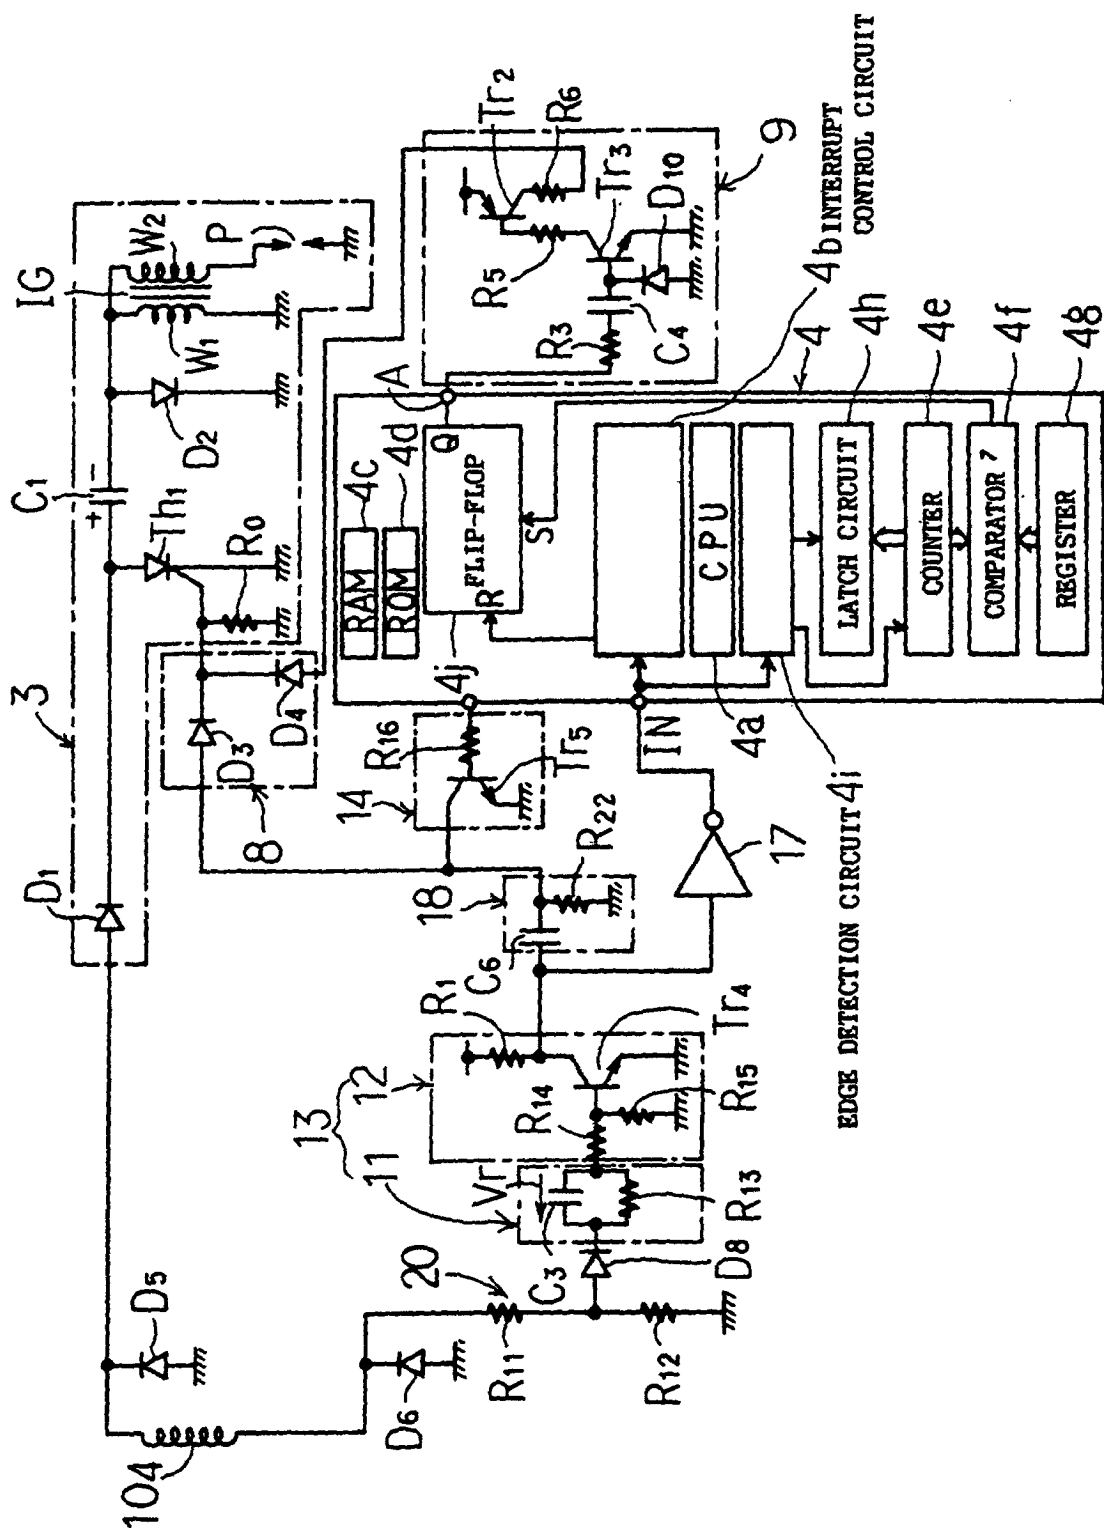 3
D1
C1
+
−
Th1
R0
D2
IG
W1
W2
P
8
D3
D4
14
R16
Tr5
4j
RAM
4c
ROM
4d
R
FLIP-FLOP
Q
S
A
R3
C4
R5
Tr2
R6
Tr3
D10
9
IN
4b INTERRUPT
CONTROL CIRCUIT
CPU
4a
4
LATCH CIRCUIT
4h
COUNTER
4e
COMPARATOR
4f
REGISTER
4g
EDGE DETECTION CIRCUIT 4i
17
18
C6
R22
13
12
11
R1
Tr4
R14
R15
Vr
C3
R13
D8
20
R11
R12
D5
D6
104